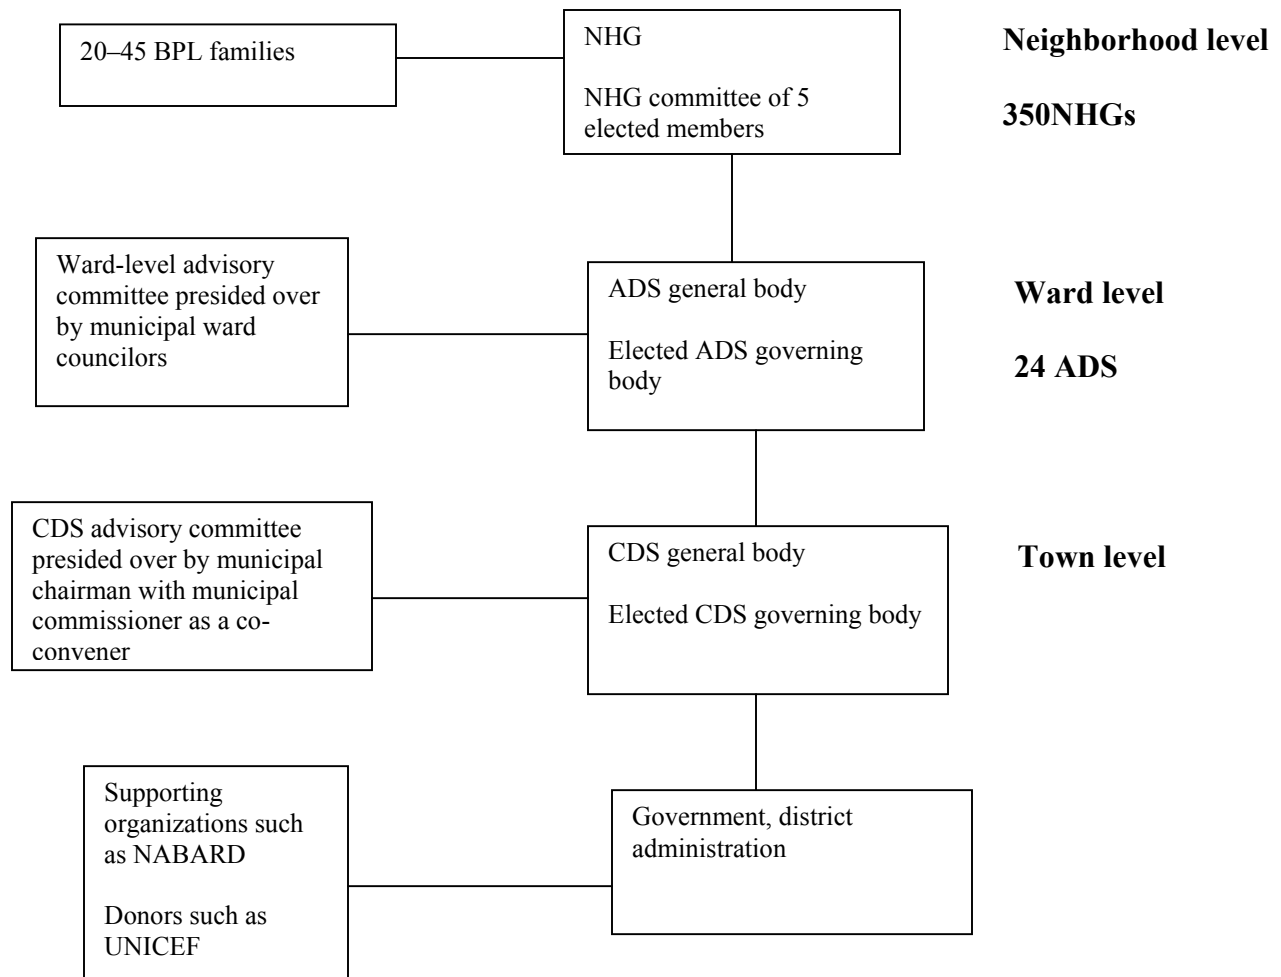 20–45 BPL families
NHG
NHG committee of 5
elected members
Neighborhood level
350NHGs
Ward-level advisory
committee presided over
by municipal ward
councilors
ADS general body
Elected ADS governing
body
Ward level
24 ADS
CDS advisory committee
presided over by municipal
chairman with municipal
commissioner as a co-
convener
CDS general body
Elected CDS governing body
Town level
Supporting
organizations such
as NABARD
Donors such as
UNICEF
Government, district
administration